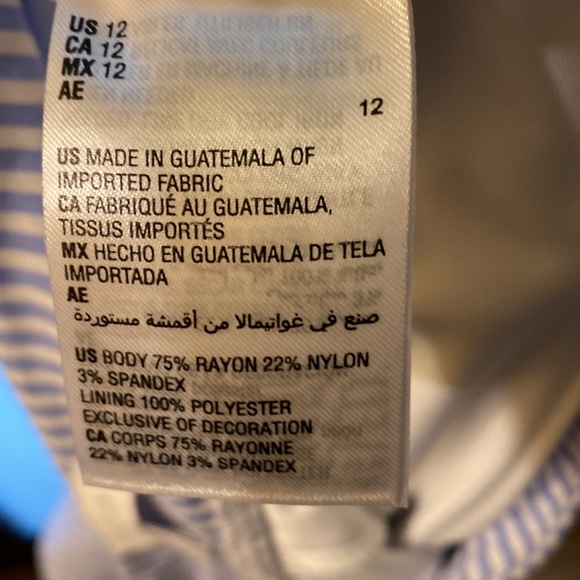 US 12
CA 12
MX 12
AE
12
US MADE IN GUATEMALA OF
IMPORTED FABRIC
CA FABRIQUÉ AU GUATEMALA,
TISSUS IMPORTÉS
MX HECHO EN GUATEMALA DE TELA
IMPORTADA
AE
صنع في غواتيمالا من أقمشة مستوردة
US BODY 75% RAYON 22% NYLON
3% SPANDEX
LINING 100% POLYESTER
EXCLUSIVE OF DECORATION
CA CORPS 75% RAYONNE
22% NYLON 3% SPANDEX